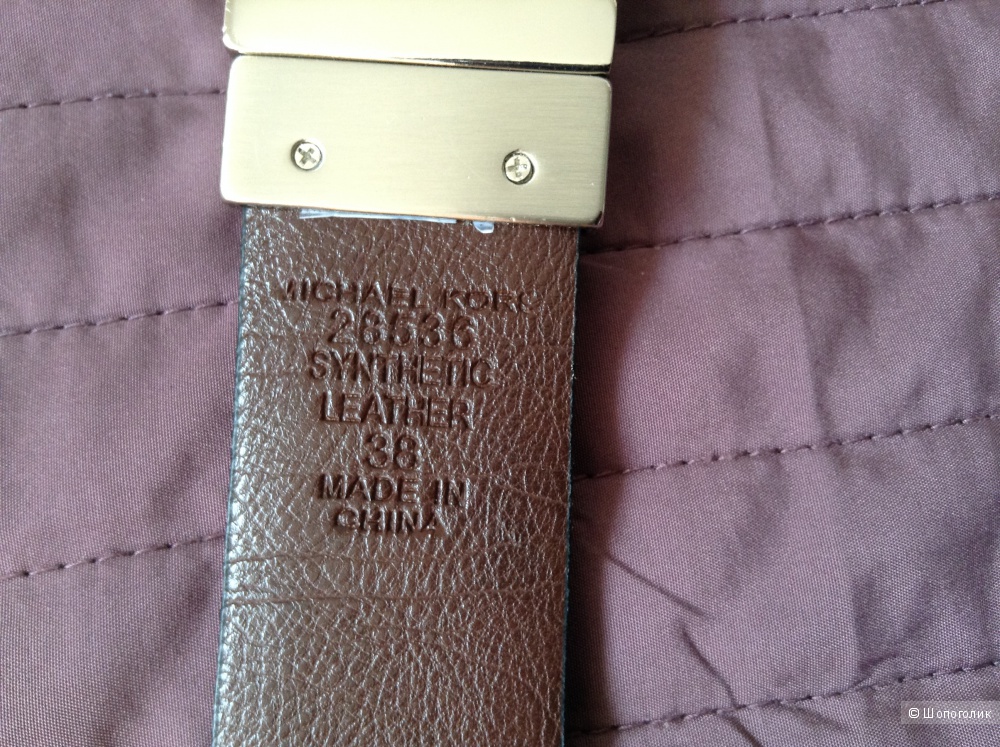 MICHAEL KORS
26536
SYNTHETIC
LEATHER
38
MADE IN
CHINA
© Шопоголик